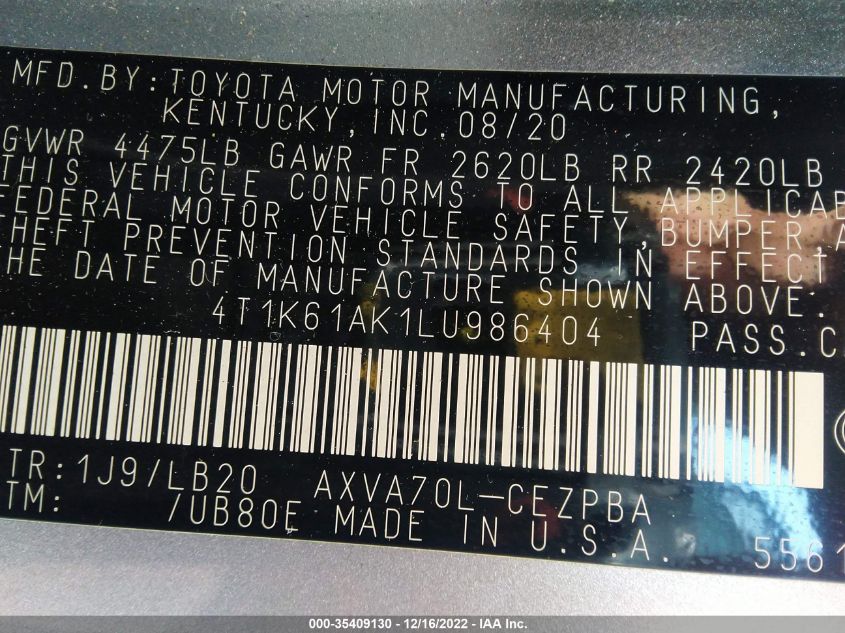 MFD.BY:TOYOTA MOTOR MANUFACTURING,
KENTUCKY,INC.08/20
GVWR 4475LB GAWR FR 2620LB RR 2420LB
THIS VEHICLE CONFORMS TO ALL APPLICAB
FEDERAL MOTOR VEHICLE SAFETY,BUMPER,A
THEFT PREVENTION STANDARDS IN EFFECT
THE DATE OF MANUFACTURE SHOWN ABOVE.
4T1K61AK1LU986404 PASS.C
TR:1J9/LB20 AXVA70L-CEZPBA
TM: /UB80E MADE IN U.S.A. 5561
000-35409130 - 12/16/2022 - IAA Inc.